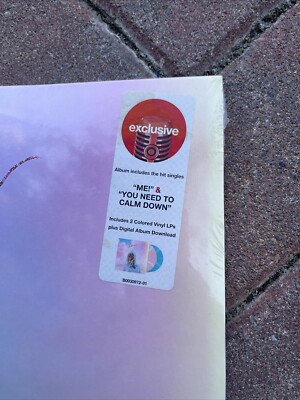 exclusive
Album includes the hit singles
"ME!" &
"YOU NEED TO
CALM DOWN"
Includes 2 Colored Vinyl LPs
plus Digital Album Download
B0030872-01